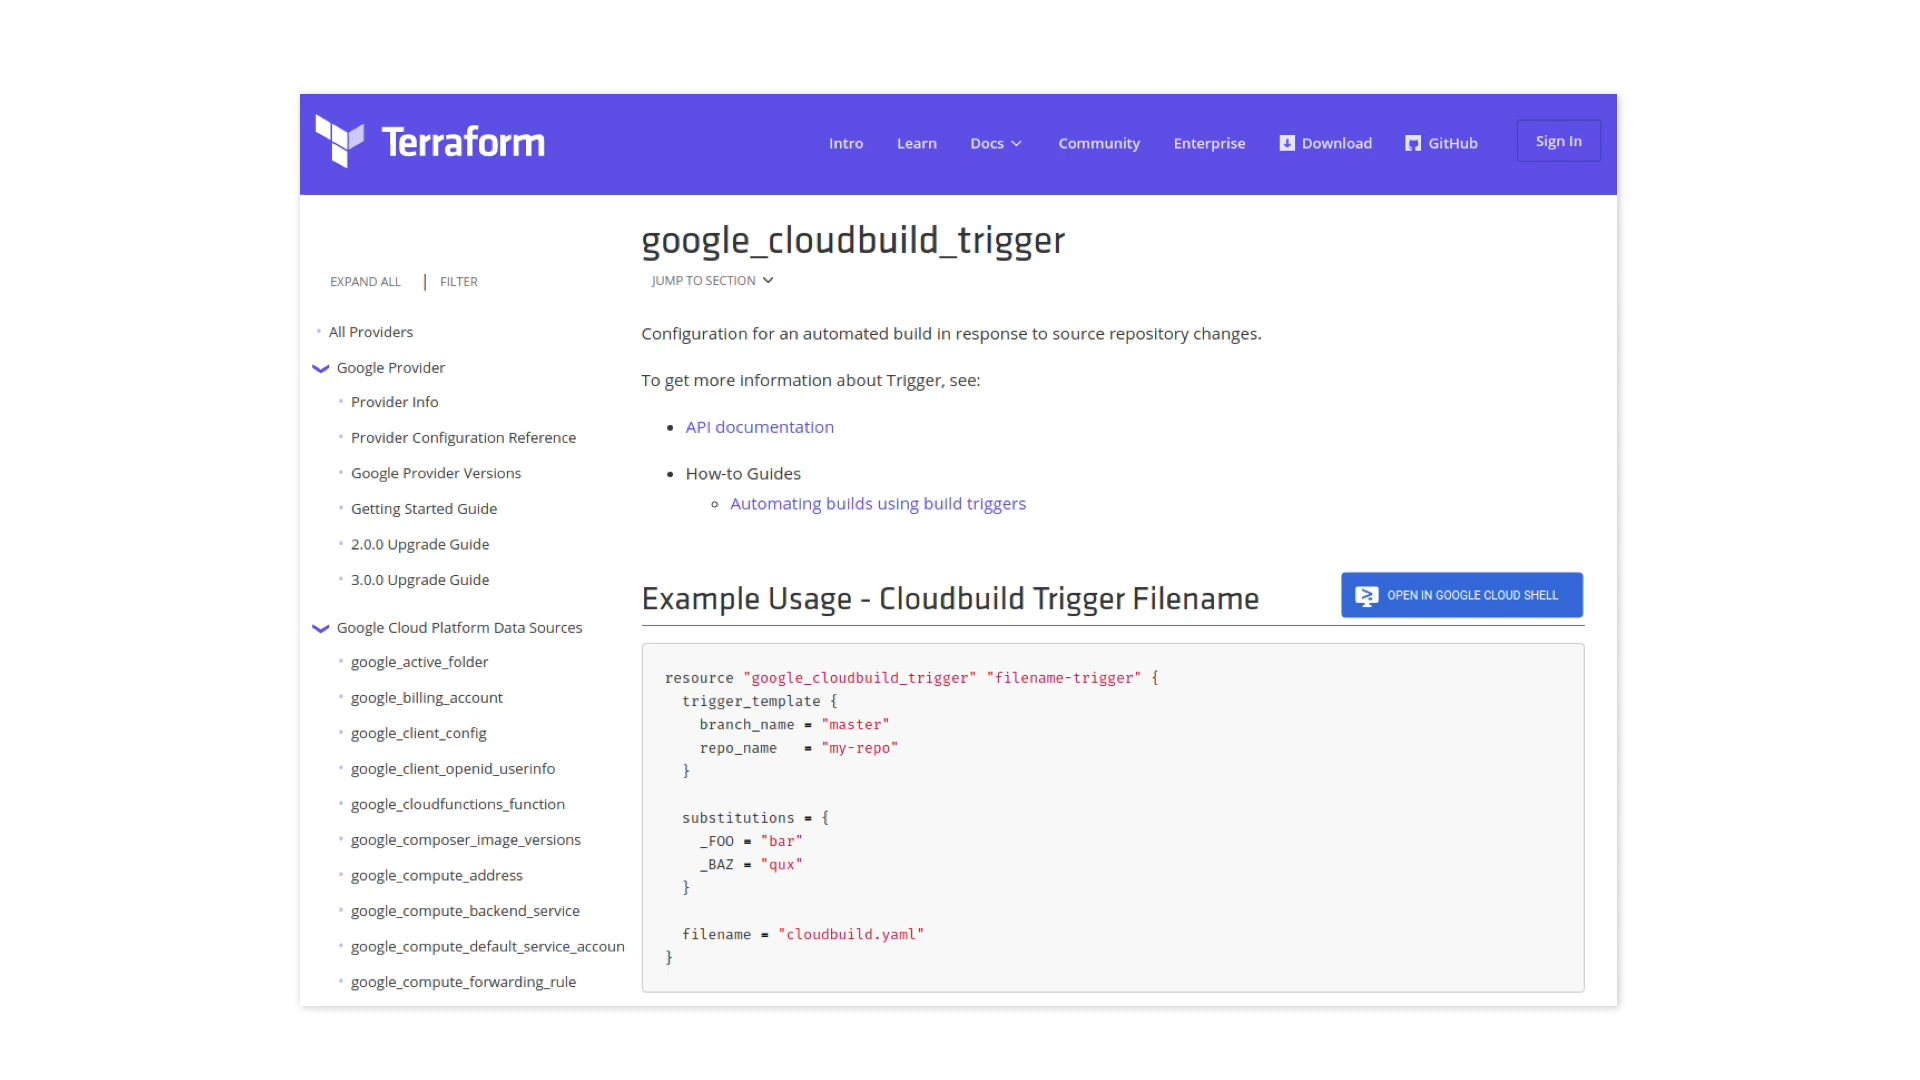 Terraform
Intro
Learn
Docs
Community
Enterprise
Download
GitHub
Sign In
EXPAND ALL | FILTER
All Providers
Google Provider
Provider Info
Provider Configuration Reference
Google Provider Versions
Getting Started Guide
2.0.0 Upgrade Guide
3.0.0 Upgrade Guide
Google Cloud Platform Data Sources
google_active_folder
google_billing_account
google_client_config
google_client_openid_userinfo
google_cloudfunctions_function
google_composer_image_versions
google_compute_address
google_compute_backend_service
google_compute_default_service_accoun
google_compute_forwarding_rule
google_cloudbuild_trigger
JUMP TO SECTION
Configuration for an automated build in response to source repository changes.
To get more information about Trigger, see:
API documentation
How-to Guides
Automating builds using build triggers
Example Usage - Cloudbuild Trigger Filename
OPEN IN GOOGLE CLOUD SHELL
resource "google_cloudbuild_trigger" "filename-trigger" {
  trigger_template {
    branch_name = "master"
    repo_name   = "my-repo"
  }
  substitutions = {
    _FOO = "bar"
    _BAZ = "qux"
  }
  filename = "cloudbuild.yaml"
}